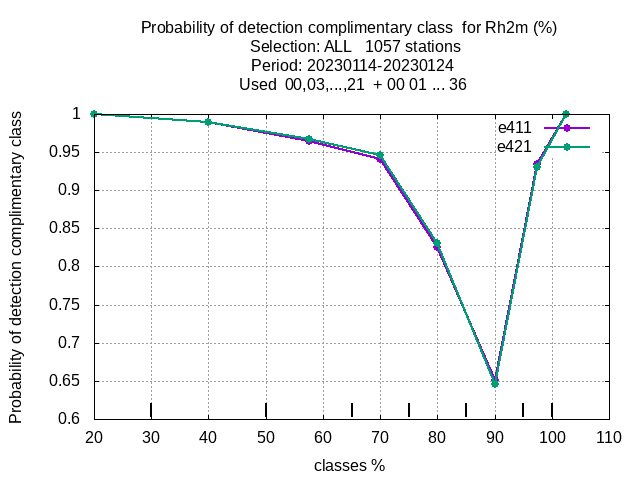 Probability of detection complimentary class  for Rh2m (%)
Selection: ALL   1057 stations
Period: 20230114-20230124
Used  00,03,...,21  + 00 01 ... 36
Probability of detection complimentary class
1
0.95
0.9
0.85
0.8
0.75
0.7
0.65
0.6
e411
e421
20 30 40 50 60 70 80 90 100 110
classes %